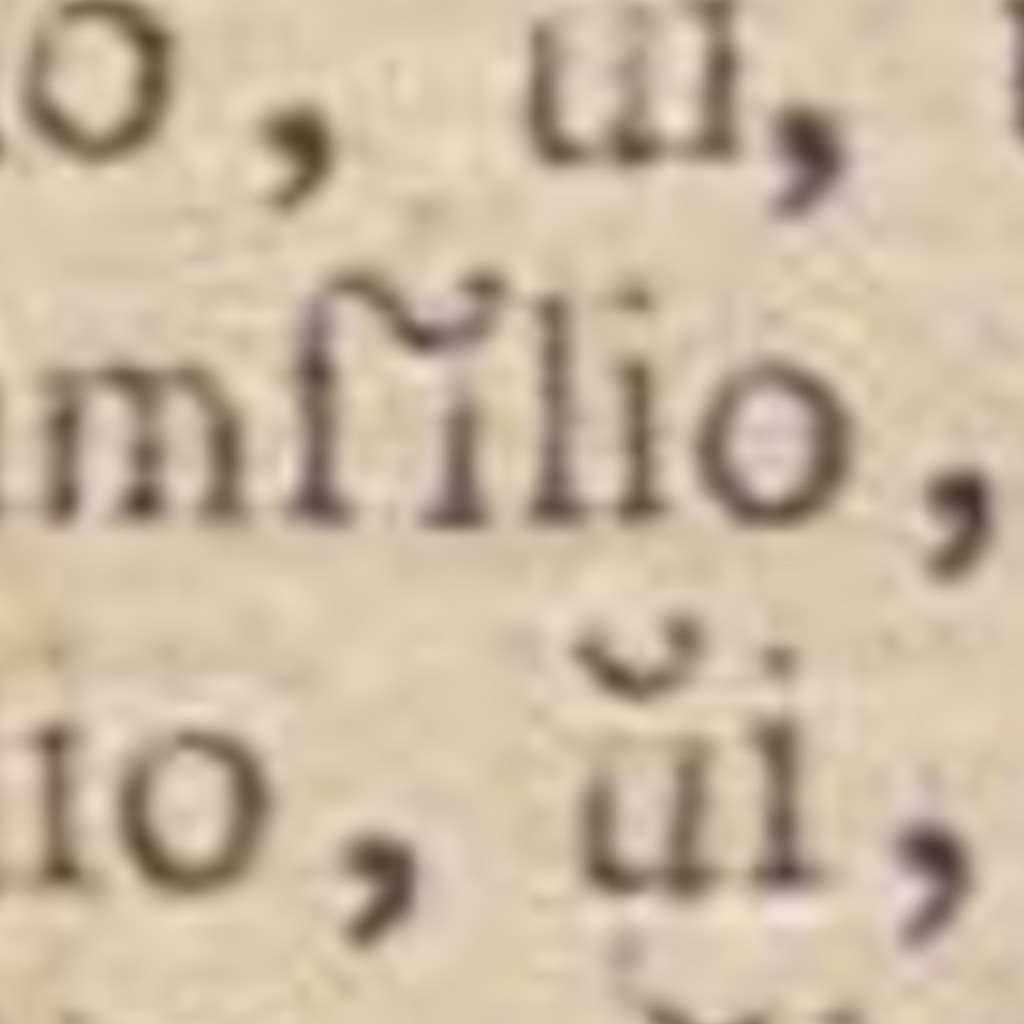 o, ui,
mſĭlio,
io, ŭi,